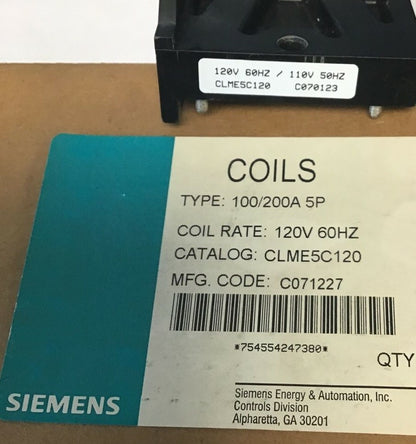 120V 60HZ / 110V 50HZ
CLME5C120 C070123
COILS
TYPE: 100/200A 5P
COIL RATE: 120V 60HZ
CATALOG: CLME5C120
MFG. CODE: C071227
*754554247380*
QTY
SIEMENS
Siemens Energy & Automation, Inc.
Controls Division
Alpharetta, GA 30201